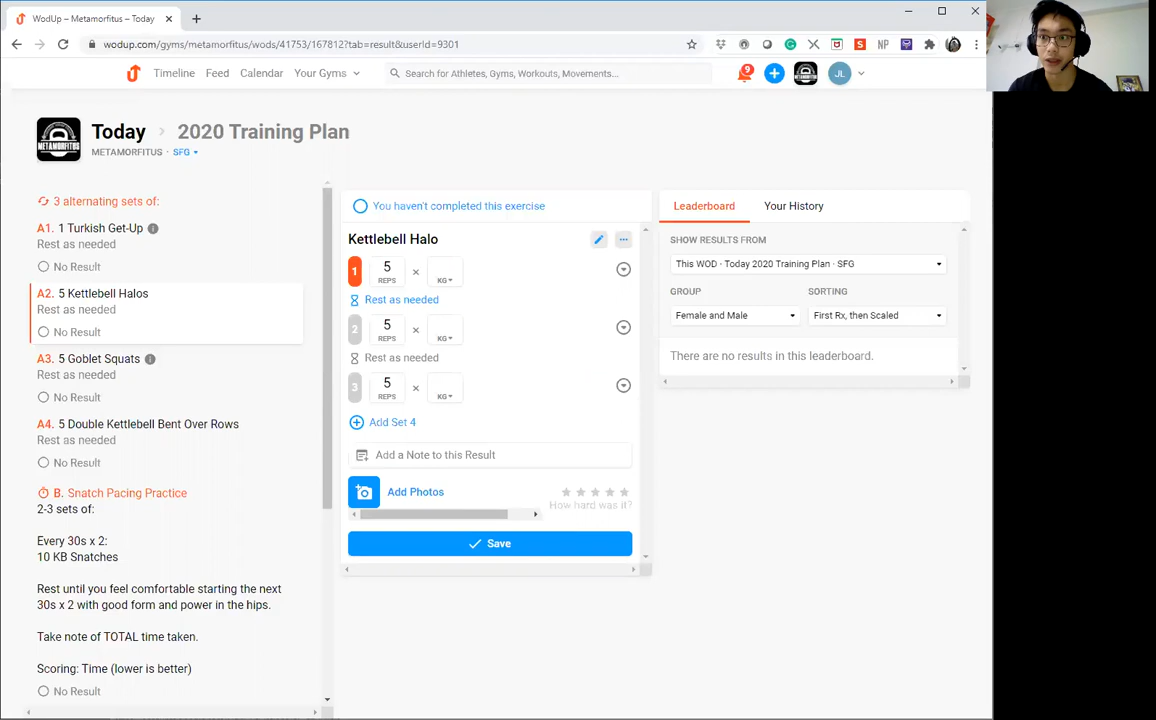 WodUp – Metamorfitus – Today
wodup.com/gyms/metamorfitus/wods/41753/167812?tab=result&userId=9301
NP
Timeline
Feed
Calendar
Your Gyms
Search for Athletes, Gyms, Workouts, Movements...
9
JL
METAMORFITUS
Today
2020 Training Plan
METAMORFITUS · SFG
3 alternating sets of:
A1. 1 Turkish Get-Up
Rest as needed
No Result
A2. 5 Kettlebell Halos
Rest as needed
No Result
A3. 5 Goblet Squats
Rest as needed
No Result
A4. 5 Double Kettlebell Bent Over Rows
Rest as needed
No Result
B. Snatch Pacing Practice
2-3 sets of:
Every 30s x 2:
10 KB Snatches
Rest until you feel comfortable starting the next
30s x 2 with good form and power in the hips.
Take note of TOTAL time taken.
Scoring: Time (lower is better)
No Result
You haven't completed this exercise
Kettlebell Halo
1 5 REPS × KG
Rest as needed
2 5 REPS × KG
Rest as needed
3 5 REPS × KG
Add Set 4
Add a Note to this Result
Add Photos
How hard was it?
Save
Leaderboard
Your History
SHOW RESULTS FROM
This WOD · Today 2020 Training Plan · SFG
GROUP
SORTING
Female and Male
First Rx, then Scaled
There are no results in this leaderboard.